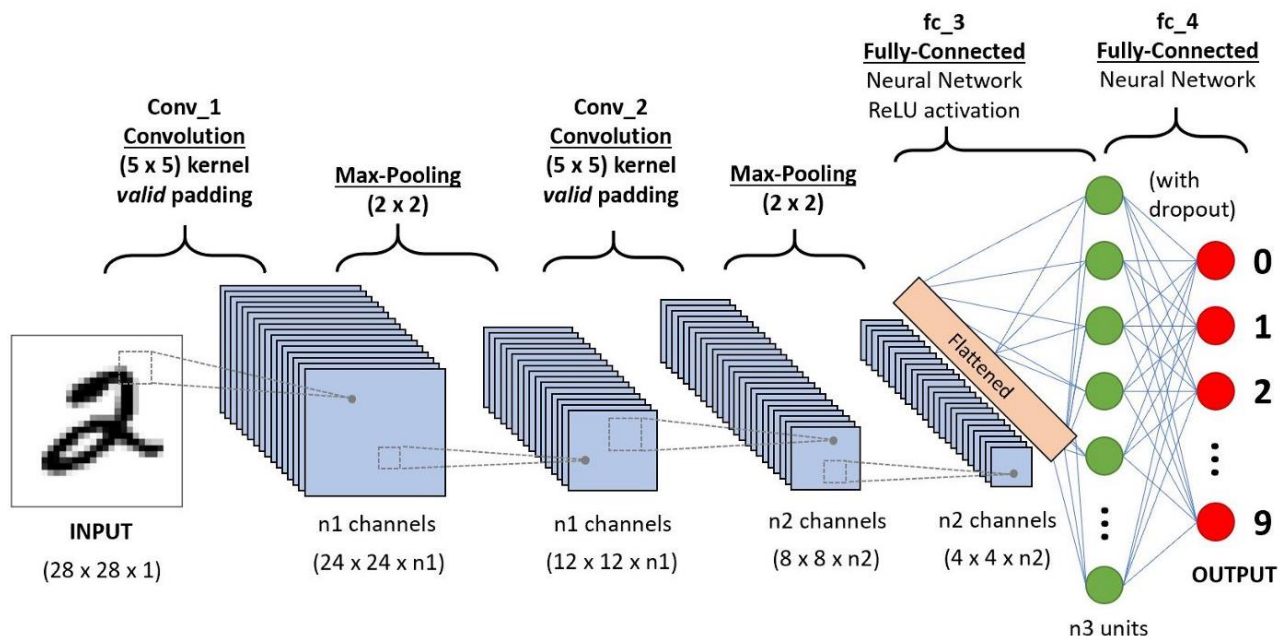 fc_3
Fully-Connected
Neural Network
ReLU activation
fc_4
Fully-Connected
Neural Network
Conv_1
Convolution
(5 x 5) kernel
valid padding
Max-Pooling
(2 x 2)
Conv_2
Convolution
(5 x 5) kernel
valid padding
Max-Pooling
(2 x 2)
(with
dropout)
Flattened
0
1
2
9
INPUT
(28 x 28 x 1)
n1 channels
(24 x 24 x n1)
n1 channels
(12 x 12 x n1)
n2 channels
(8 x 8 x n2)
n2 channels
(4 x 4 x n2)
OUTPUT
n3 units